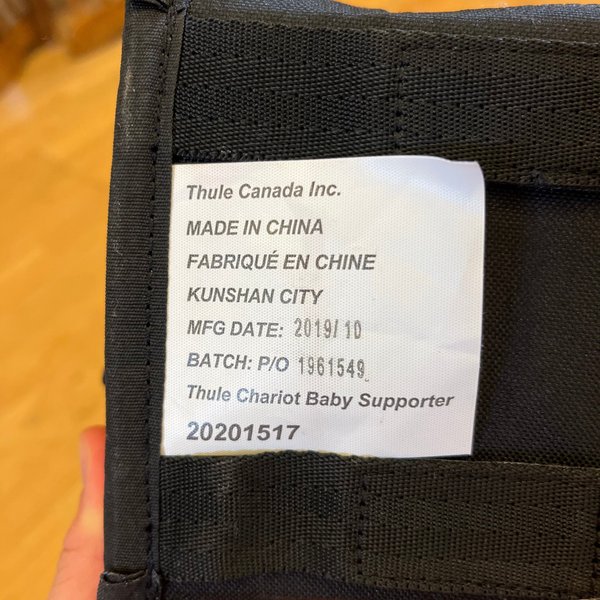 Thule Canada Inc.
MADE IN CHINA
FABRIQUÉ EN CHINE
KUNSHAN CITY
MFG DATE: 2019/ 10
BATCH: P/O 1961549
Thule Chariot Baby Supporter
20201517